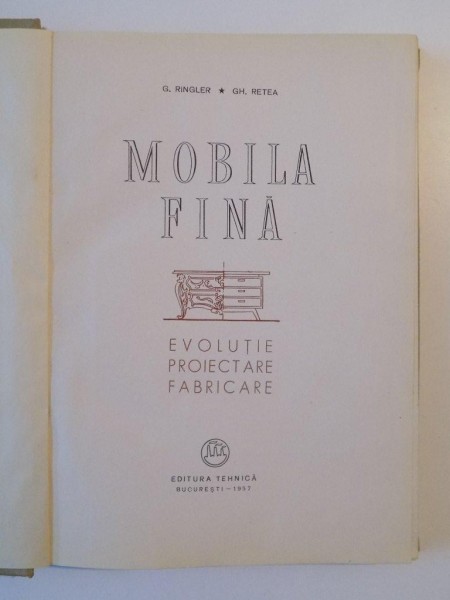 G. RINGLER ★ GH. RETEA
MOBILA
FINĂ
EVOLUȚIE
PROIECTARE
FABRICARE
EDITURA TEHNICĂ
BUCUREȘTI – 1957